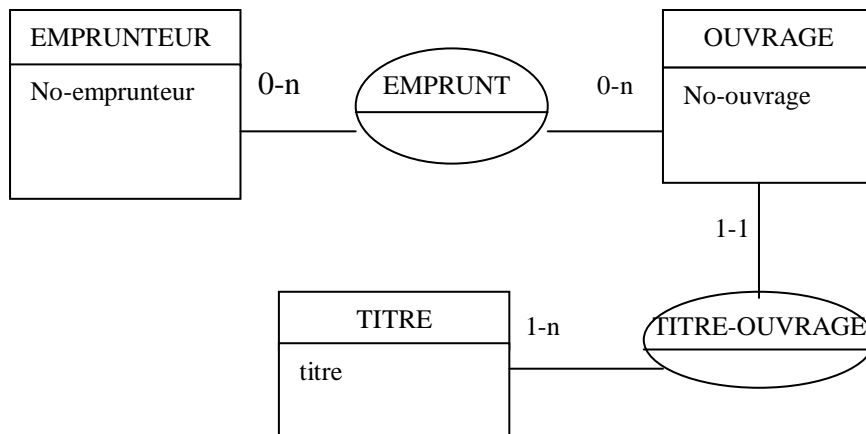 EMPRUNTEUR
No-emprunteur
0-n
EMPRUNT
0-n
OUVRAGE
No-ouvrage
1-1
TITRE
titre
1-n
TITRE-OUVRAGE